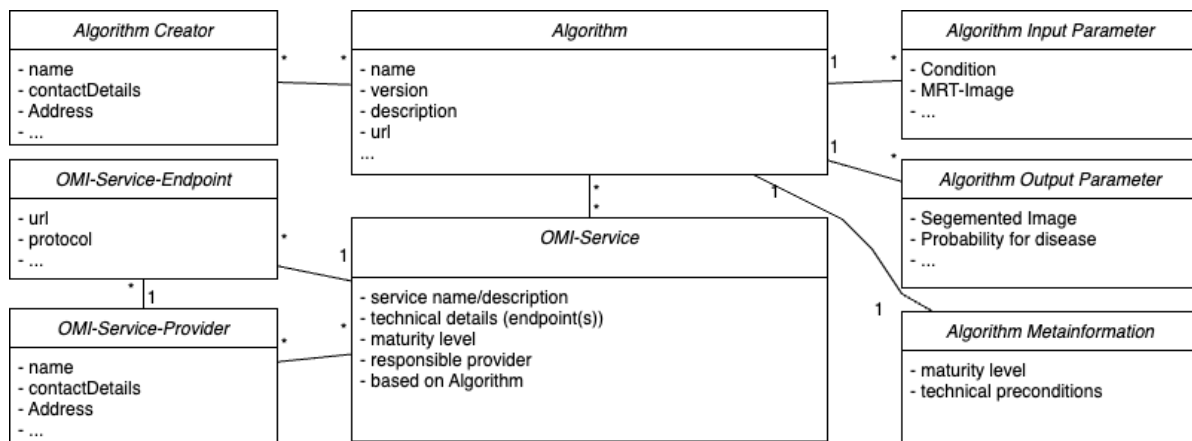 Algorithm Creator
- name
- contactDetails
- Address
- ...
*
*
Algorithm
- name
- version
- description
- url
...
1
*
Algorithm Input Parameter
- Condition
- MRT-Image
- ...
OMI-Service-Endpoint
- url
- protocol
- ...
*
1
*
1
1
*
Algorithm Output Parameter
- Segemented Image
- Probability for disease
- ...
1
1
*
*
OMI-Service
- service name/description
- technical details (endpoint(s))
- maturity level
- responsible provider
- based on Algorithm
OMI-Service-Provider
- name
- contactDetails
- Address
- ...
*
*
Algorithm Metainformation
- maturity level
- technical preconditions